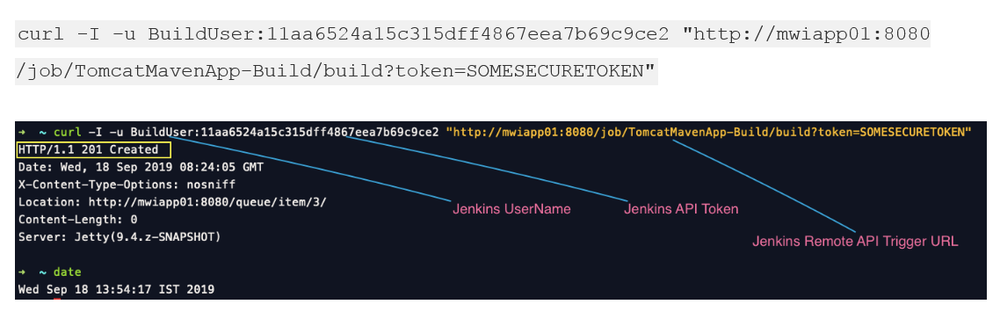 curl -I -u BuildUser:11aa6524a15c315dff4867eea7b69c9ce2 "http://mwiapp01:8080
/job/TomcatMavenApp-Build/build?token=SOMESECURETOKEN"
→ ~ curl -I -u BuildUser:11aa6524a15c315dff4867eea7b69c9ce2 "http://mwiapp01:8080/job/TomcatMavenApp-Build/build?token=SOMESECURETOKEN"
HTTP/1.1 201 Created
Date: Wed, 18 Sep 2019 08:24:05 GMT
X-Content-Type-Options: nosniff
Location: http://mwiapp01:8080/queue/item/3/
Jenkins UserName
Jenkins API Token
Content-Length: 0
Server: Jetty(9.4.z-SNAPSHOT)
Jenkins Remote API Trigger URL
→ ~ date
Wed Sep 18 13:54:17 IST 2019